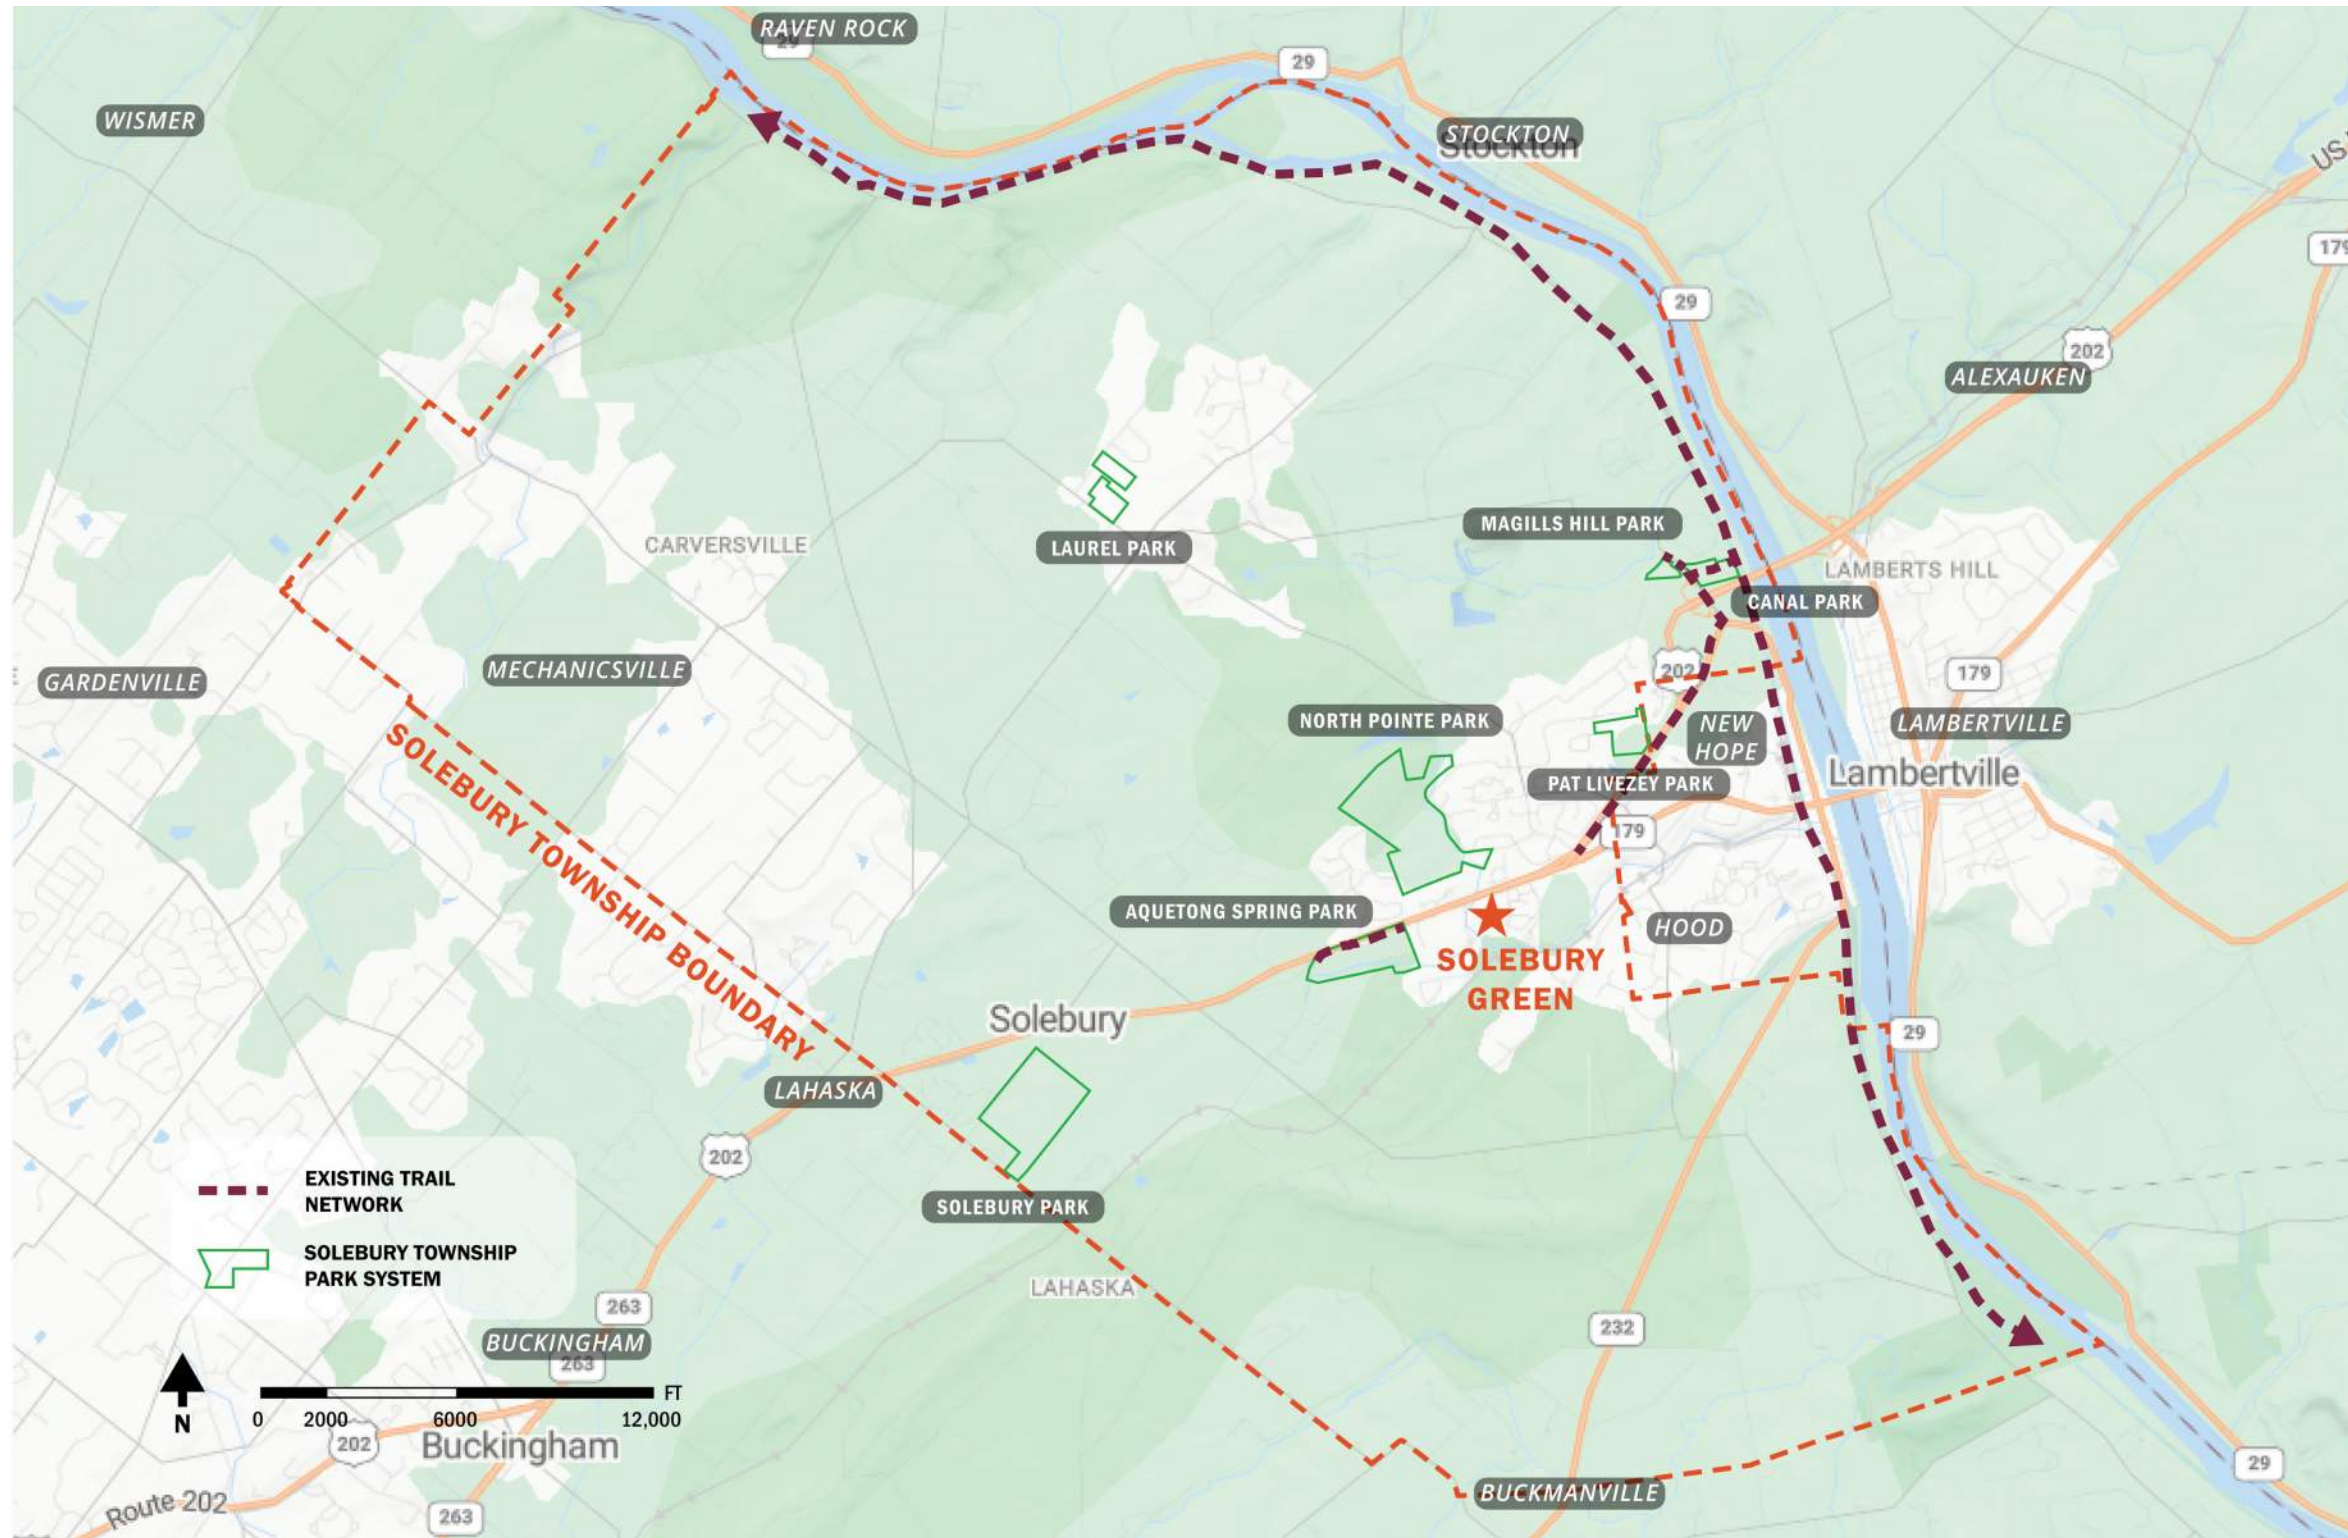 RAVEN ROCK
29
29
WISMER
STOCKTON
Stockton
US
179
29
202
ALEXAUKEN
MAGILLS HILL PARK
CARVERSVILLE
LAUREL PARK
LAMBERTS HILL
CANAL PARK
GARDENVILLE
MECHANICSVILLE
202
179
NORTH POINTE PARK
NEW
HOPE
LAMBERTVILLE
Lambertville
PAT LIVEZEY PARK
SOLEBURY TOWNSHIP BOUNDARY
179
AQUETONG SPRING PARK
HOOD
SOLEBURY
GREEN
Solebury
29
LAHASKA
202
EXISTING TRAIL
NETWORK
SOLEBURY PARK
SOLEBURY TOWNSHIP
PARK SYSTEM
LAHASKA
263
232
BUCKINGHAM
263
FT
N
0 2000 6000 12,000
202
Buckingham
29
BUCKMANVILLE
Route 202
263